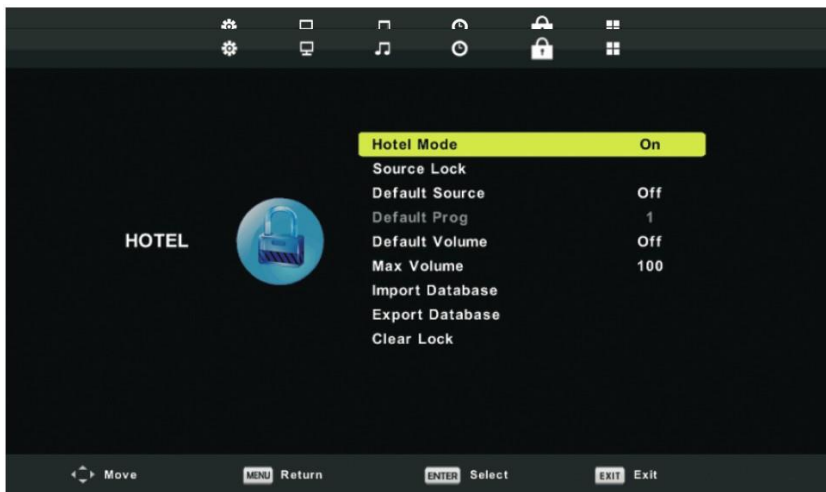 Hotel Mode On
Source Lock
Default Source Off
Default Prog 1
HOTEL
Default Volume Off
Max Volume 100
Import Database
Export Database
Clear Lock
Move MENU Return ENTER Select EXIT Exit